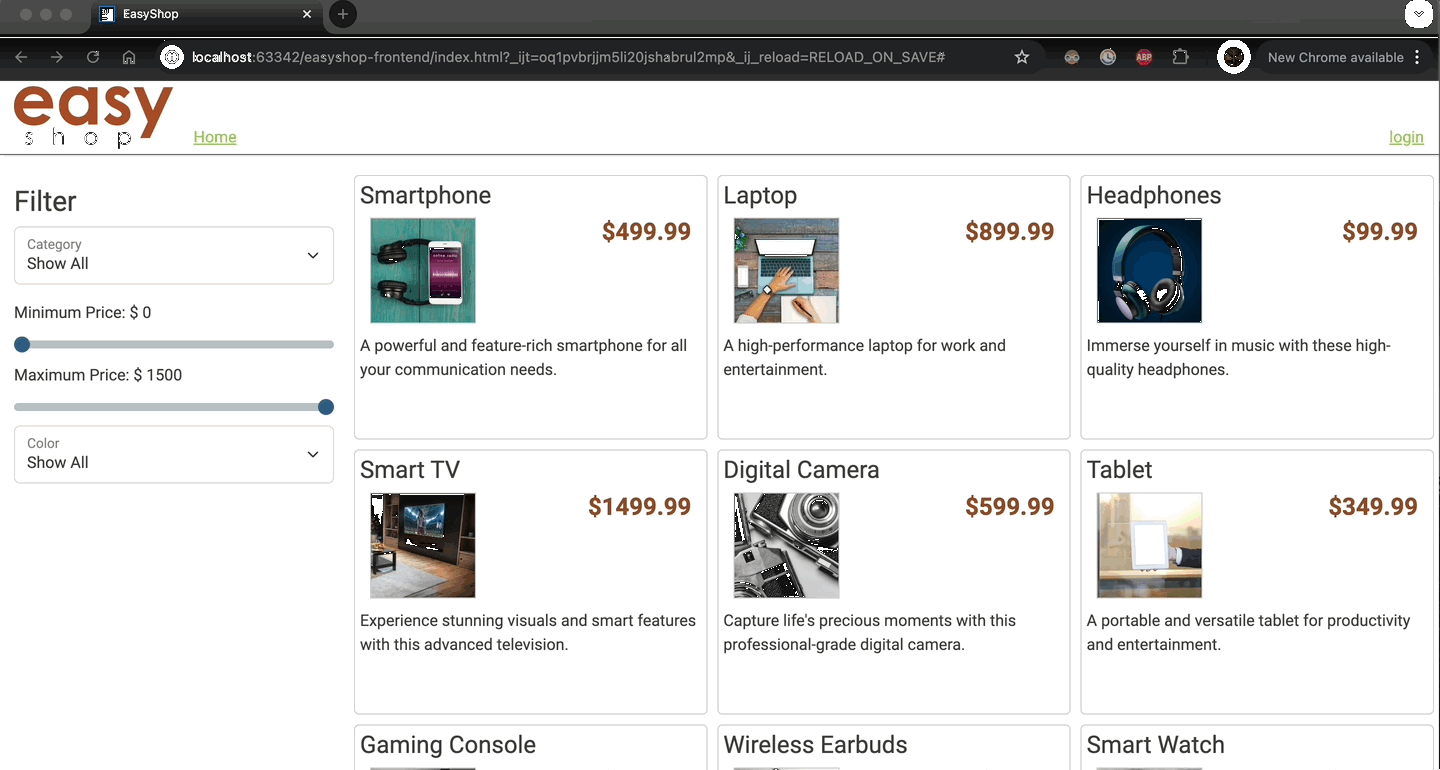 EasyShop
localhost:63342/easyshop-frontend/index.html?_ijt=oq1pvbrjjm5li20jshabrul2mp&_ij_reload=RELOAD_ON_SAVE#
ABP
New Chrome available
easy
shop
Home
login
Filter
Category
Show All
Minimum Price: $ 0
Maximum Price: $ 1500
Color
Show All
Smartphone
$499.99
A powerful and feature-rich smartphone for all
your communication needs.
Laptop
$899.99
A high-performance laptop for work and
entertainment.
Headphones
$99.99
Immerse yourself in music with these high-
quality headphones.
Smart TV
$1499.99
Experience stunning visuals and smart features
with this advanced television.
Digital Camera
$599.99
Capture life's precious moments with this
professional-grade digital camera.
Tablet
$349.99
A portable and versatile tablet for productivity
and entertainment.
Gaming Console
Wireless Earbuds
Smart Watch